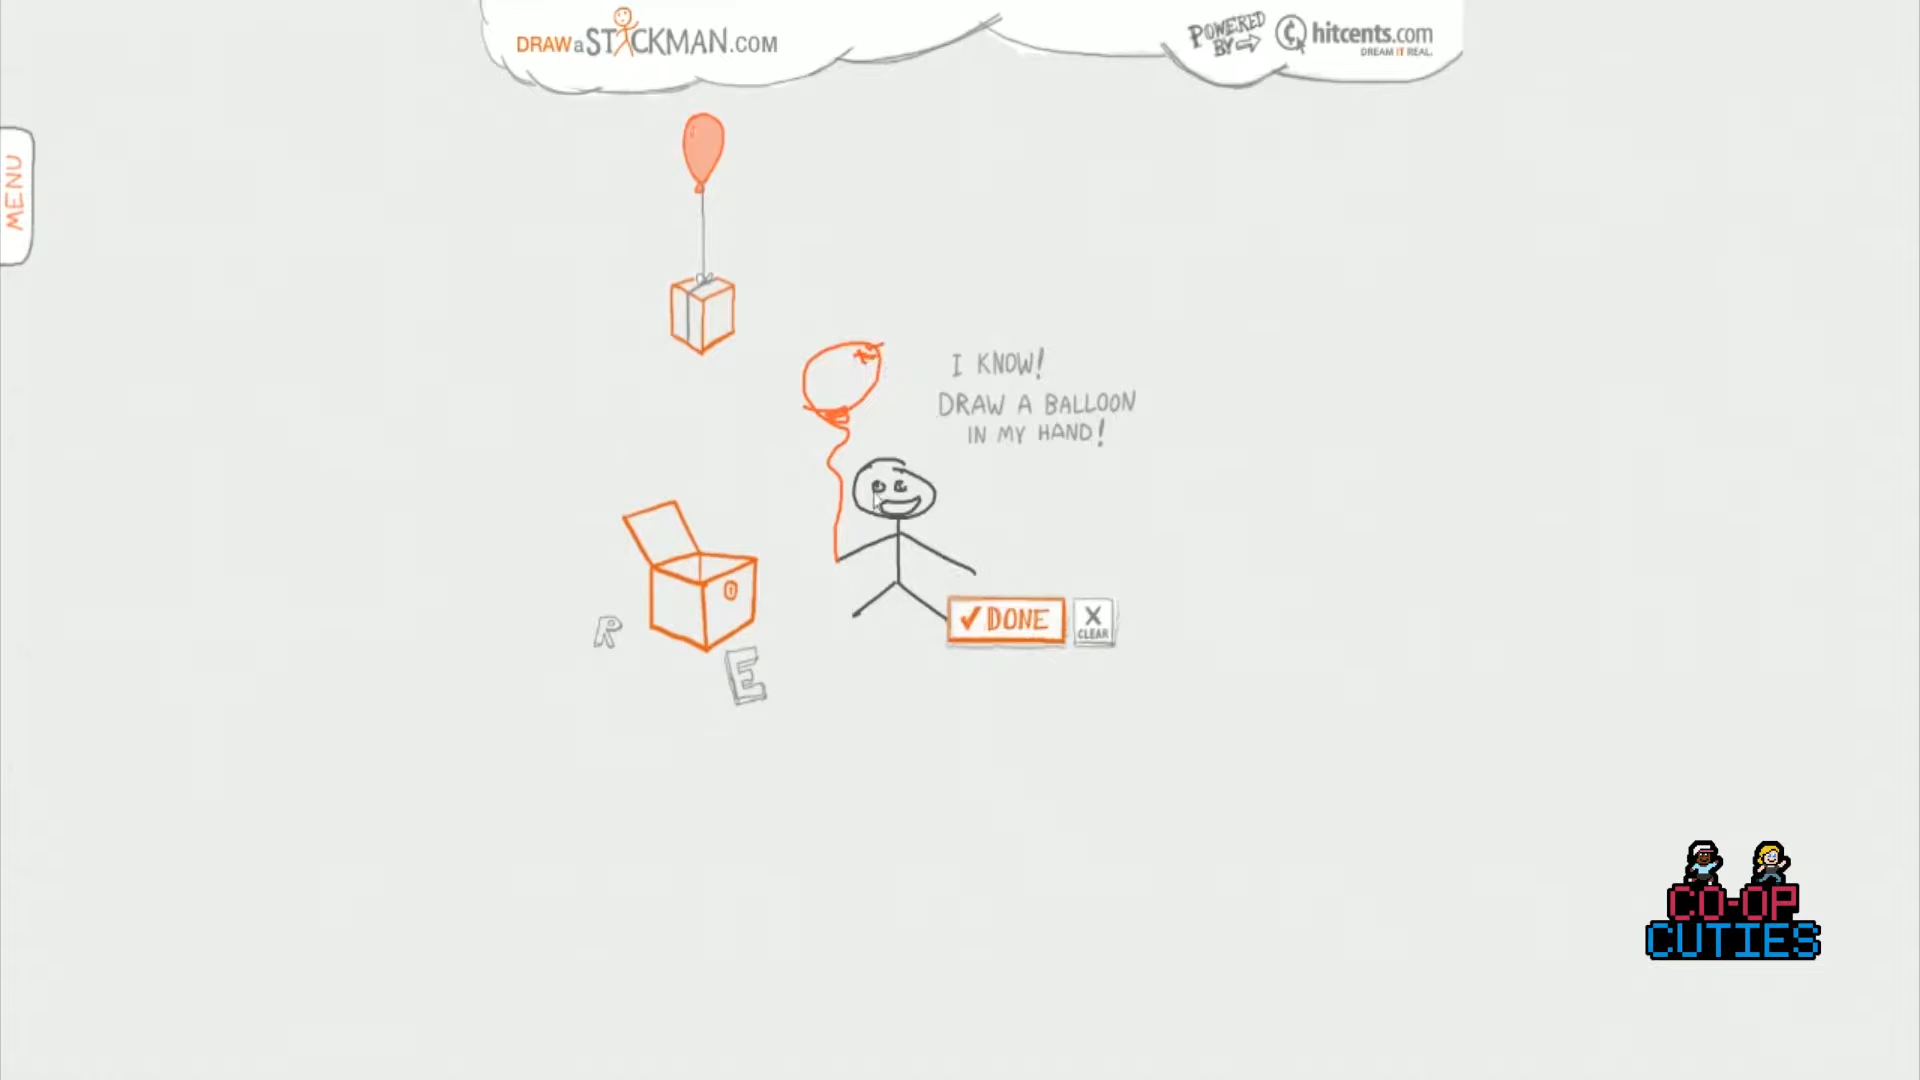 DRAW a STICKMAN.COM
POWERED
BY
hitcents.com
DREAM IT REAL.
MENU
I KNOW!
DRAW A BALLOON
IN MY HAND!
R
E
✓DONE
X
CLEAR
CO-OP
CUTIES